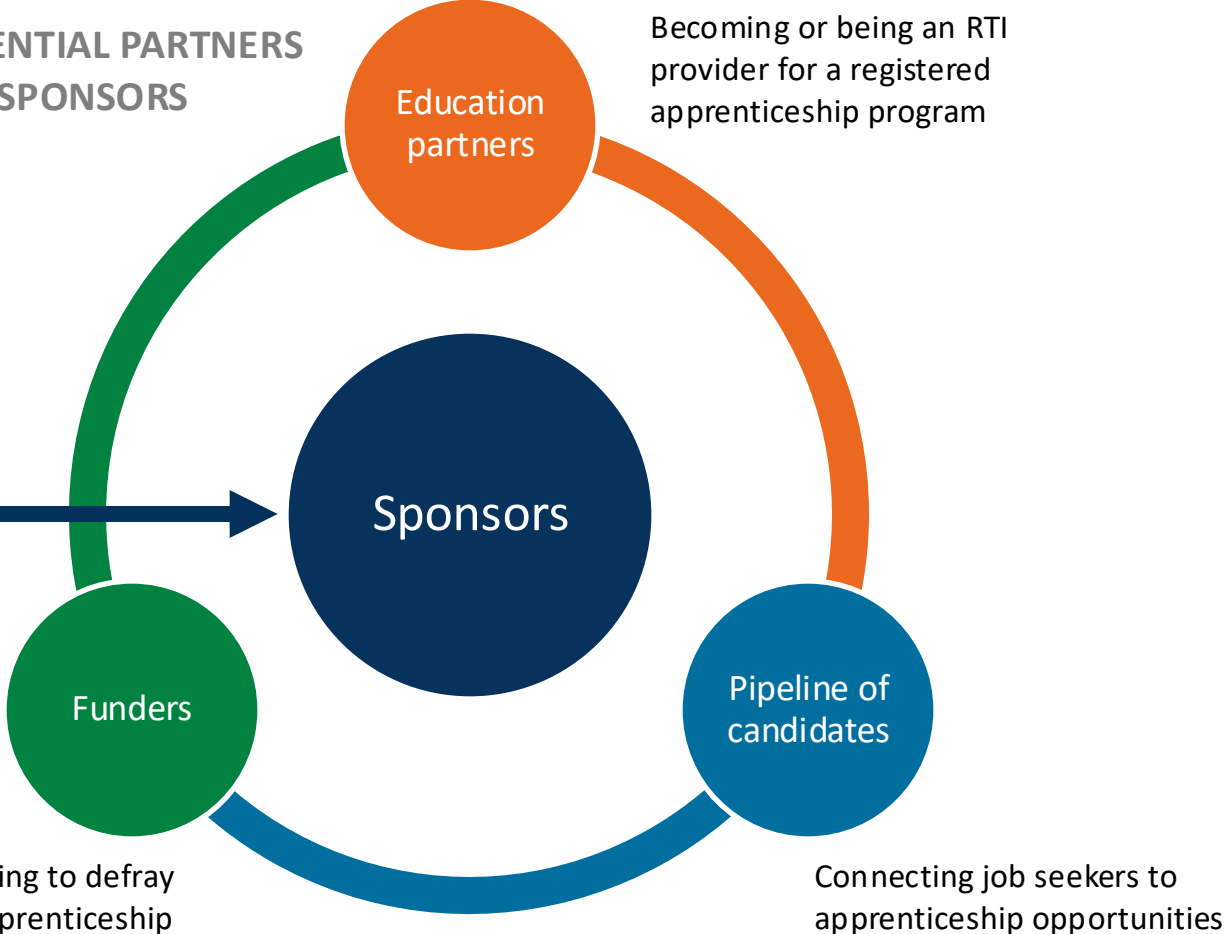 ENTIAL PARTNERS
SPONSORS
Becoming or being an RTI
provider for a registered
apprenticeship program
Education
partners
Sponsors
Funders
Pipeline of
candidates
ing to defray
prenticeship
Connecting job seekers to
apprenticeship opportunities